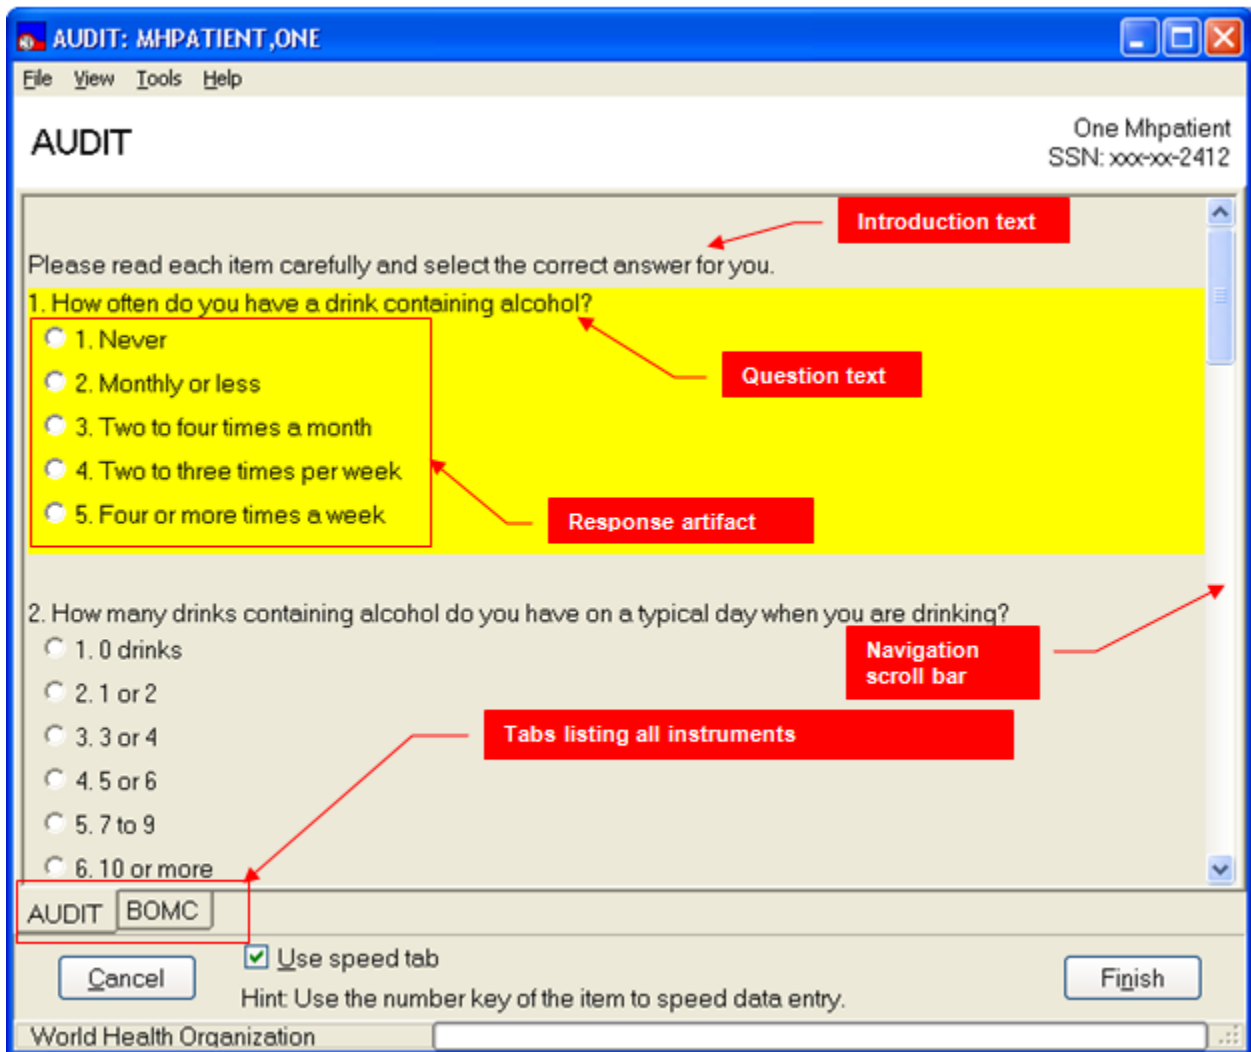 AUDIT: MHPATIENT,ONE
File View Tools Help
AUDIT
One Mhpatient
SSN: xxx-xx-2412
Introduction text
Please read each item carefully and select the correct answer for you.
1. How often do you have a drink containing alcohol?
1. Never
2. Monthly or less
3. Two to four times a month
4. Two to three times per week
5. Four or more times a week
Question text
Response artifact
2. How many drinks containing alcohol do you have on a typical day when you are drinking?
1. 0 drinks
2. 1 or 2
3. 3 or 4
4. 5 or 6
5. 7 to 9
6. 10 or more
Navigation
scroll bar
Tabs listing all instruments
AUDIT BOMC
Cancel
Use speed tab
Hint: Use the number key of the item to speed data entry.
Finish
World Health Organization